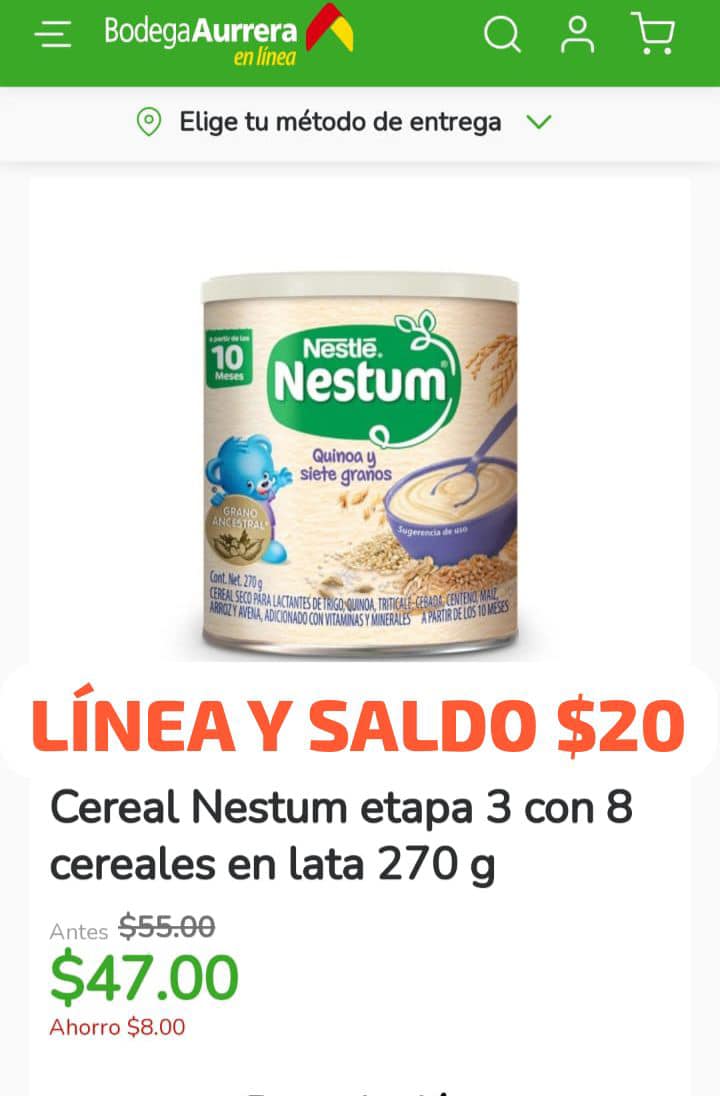 BodegaAurrera
en línea
Elige tu método de entrega
a partir de los
10
Meses
Nestlé.
Nestum®
Quinoa y
siete granos
GRANO
ANCESTRAL
Sugerencia de uso
Cont. Net. 270 g
CEREAL SECO PARA LACTANTES DE TRIGO, QUINOA, TRITICALE, CEBADA, CENTENO, MAÍZ,
ARROZ Y AVENA, ADICIONADO CON VITAMINAS Y MINERALES A PARTIR DE LOS 10 MESES
LÍNEA Y SALDO $20
Cereal Nestum etapa 3 con 8
cereales en lata 270 g
Antes $55.00
$47.00
Ahorro $8.00